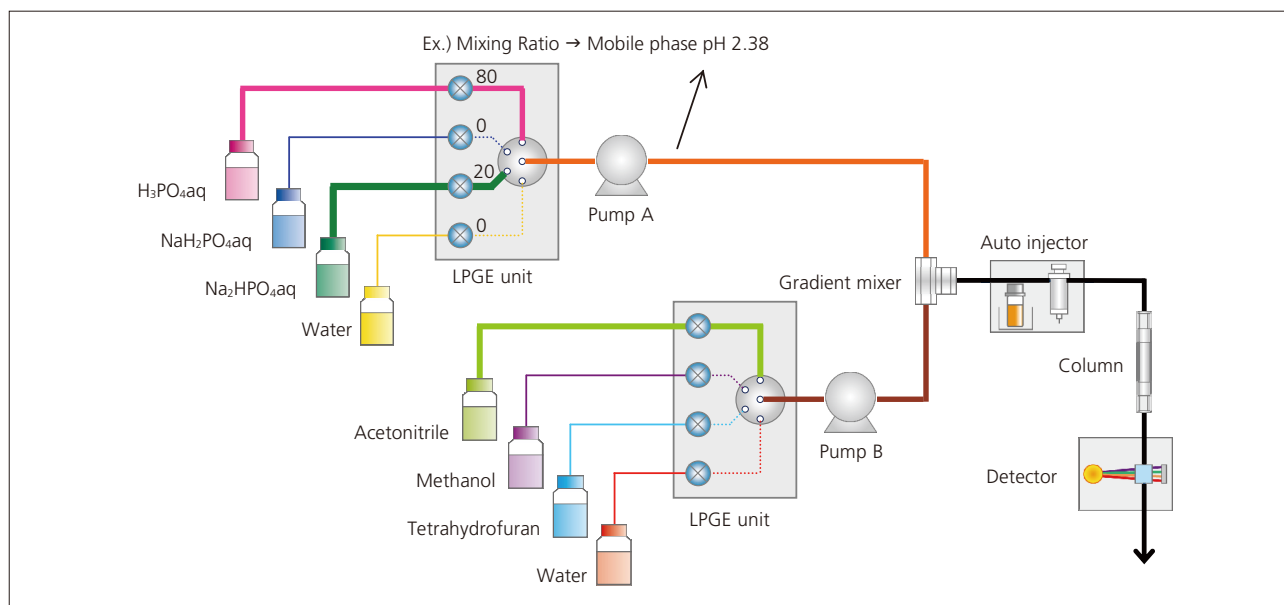 Ex.) Mixing Ratio → Mobile phase pH 2.38
80
0
20
0
H₃PO₄aq
NaH₂PO₄aq
Na₂HPO₄aq
Water
LPGE unit
Pump A
Gradient mixer
Auto injector
Column
Detector
Acetonitrile
Methanol
Tetrahydrofuran
Water
LPGE unit
Pump B